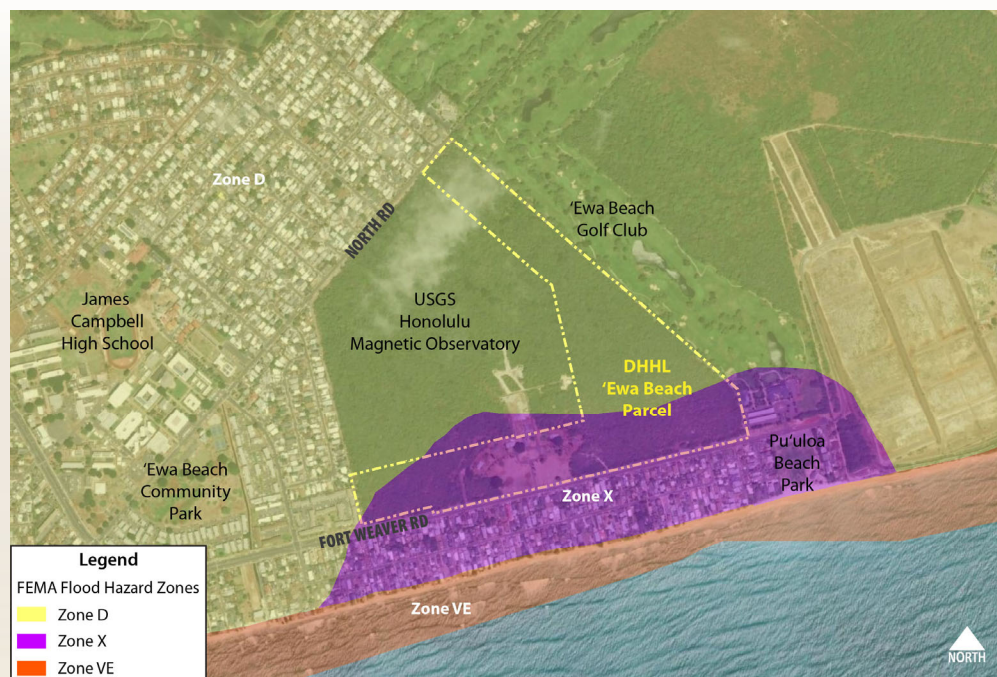 Zone D
NORTH RD
‘Ewa Beach
Golf Club
James
Campbell
High School
USGS
Honolulu
Magnetic Observatory
DHHL
‘Ewa Beach
Parcel
Pu‘uloa
Beach
Park
‘Ewa Beach
Community
Park
Zone X
FORT WEAVER RD
Zone VE
Legend
FEMA Flood Hazard Zones
Zone D
Zone X
Zone VE
NORTH